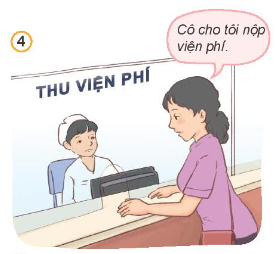 4
Cô cho tôi nộp
viện phí.
THU VIỆN PHÍ